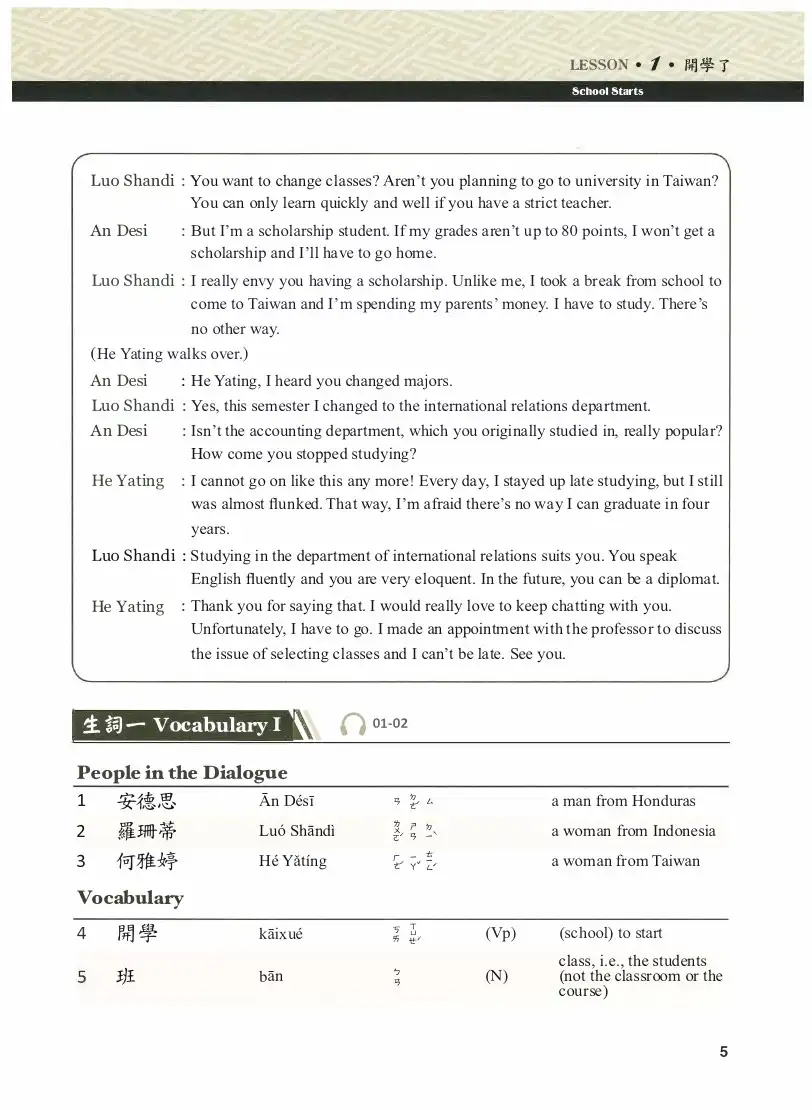 LESSON • 1 • 開學了
School Starts
Luo Shandi : You want to change classes? Aren’t you planning to go to university in Taiwan?
You can only learn quickly and well if you have a strict teacher.
An Desi : But I’m a scholarship student. If my grades aren’t up to 80 points, I won’t get a
scholarship and I’ll have to go home.
Luo Shandi : I really envy you having a scholarship. Unlike me, I took a break from school to
come to Taiwan and I’m spending my parents’ money. I have to study. There’s
no other way.
(He Yating walks over.)
An Desi : He Yating, I heard you changed majors.
Luo Shandi : Yes, this semester I changed to the international relations department.
An Desi : Isn’t the accounting department, which you originally studied in, really popular?
How come you stopped studying?
He Yating : I cannot go on like this any more! Every day, I stayed up late studying, but I still
was almost flunked. That way, I’m afraid there’s no way I can graduate in four
years.
Luo Shandi : Studying in the department of international relations suits you. You speak
English fluently and you are very eloquent. In the future, you can be a diplomat.
He Yating : Thank you for saying that. I would really love to keep chatting with you.
Unfortunately, I have to go. I made an appointment with the professor to discuss
the issue of selecting classes and I can’t be late. See you.
生詞一 Vocabulary I 01-02
People in the Dialogue
1 安德思 Ān Désī ㄢ ㄉㄜˊ ㄙ a man from Honduras
2 羅珊蒂 Luó Shāndì ㄌㄨㄛˊ ㄕㄢ ㄉㄧˋ a woman from Indonesia
3 何雅婷 Hé Yǎtíng ㄏㄜˊ ㄧㄚˇ ㄊㄧㄥˊ a woman from Taiwan
Vocabulary
4 開學 kāixué ㄎㄞ ㄒㄩㄝˊ (Vp) (school) to start
5 班 bān ㄅㄢ (N) class, i.e., the students
(not the classroom or the
course)
5